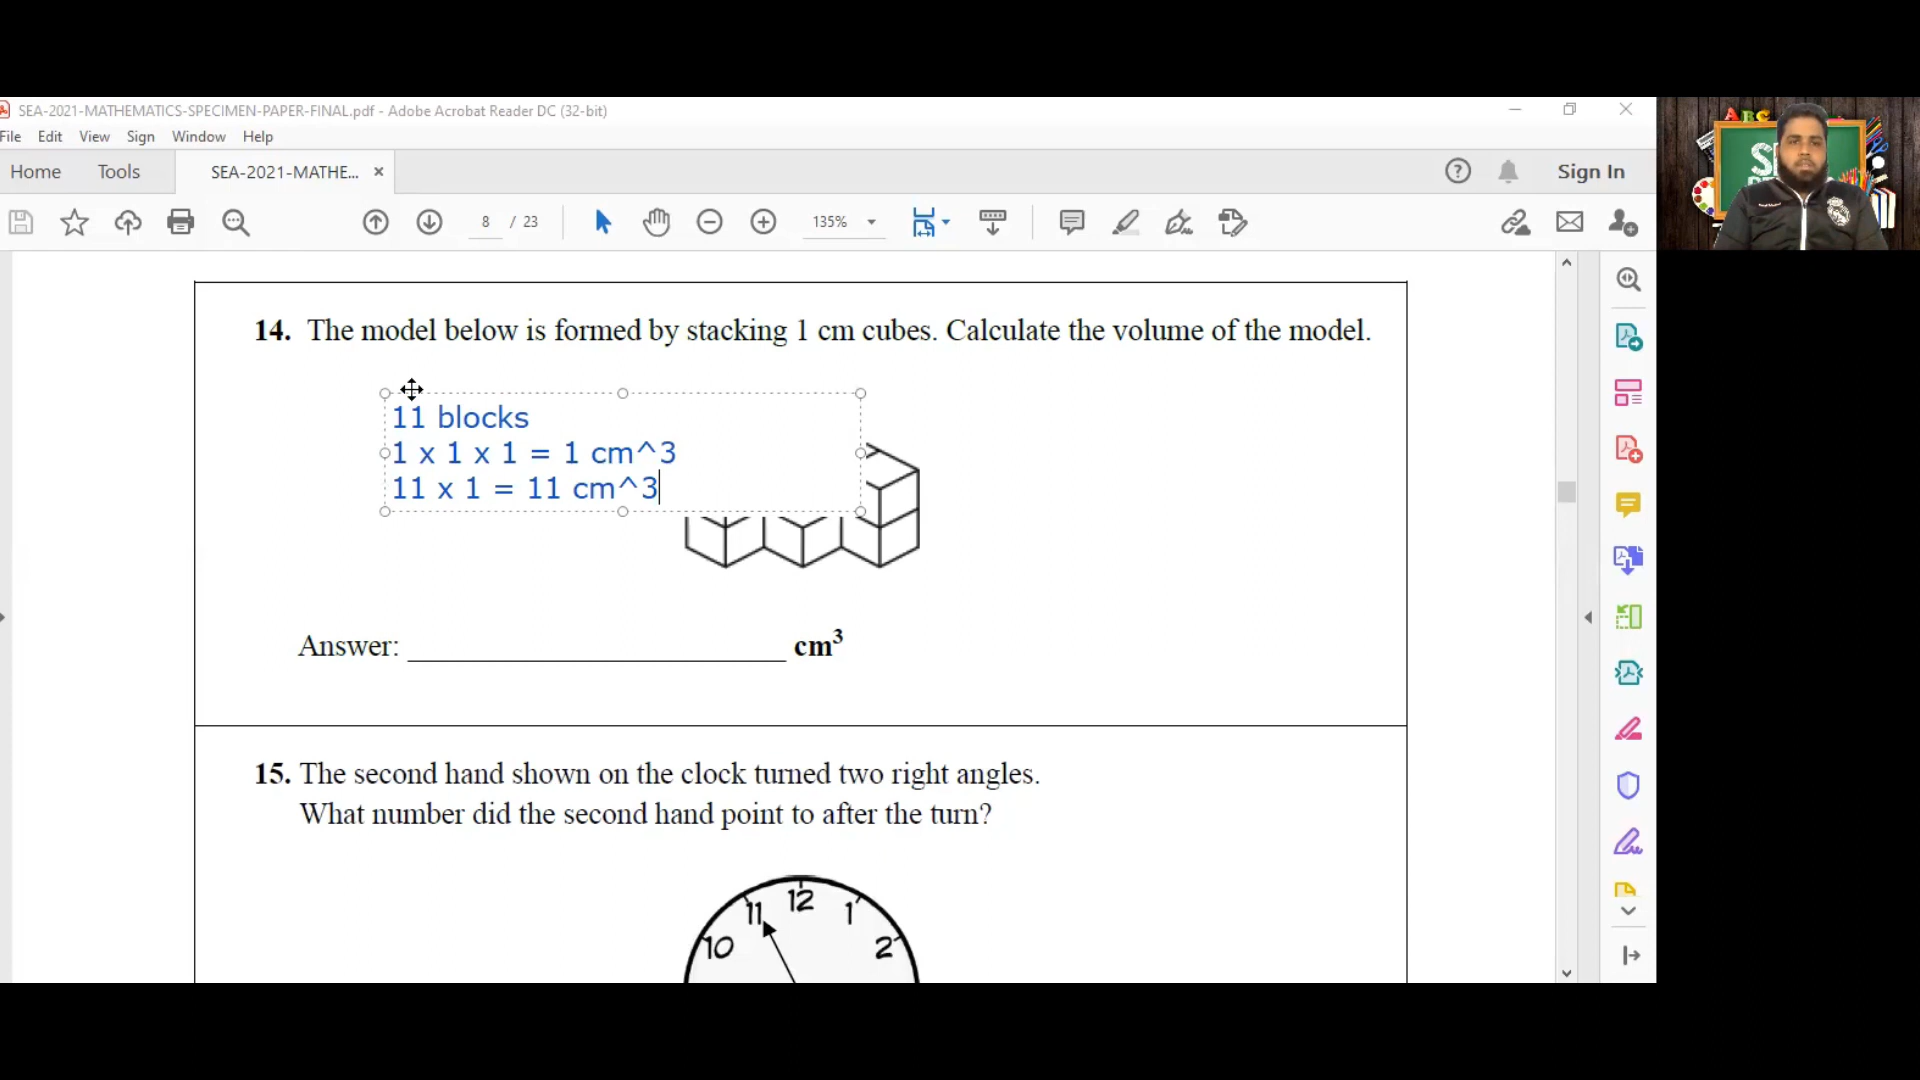 SEA-2021-MATHEMATICS-SPECIMEN-PAPER-FINAL.pdf - Adobe Acrobat Reader DC (32-bit)
File Edit View Sign Window Help
Home Tools SEA-2021-MATHE... × Sign In
8 / 23 135%
14. The model below is formed by stacking 1 cm cubes. Calculate the volume of the model.
11 blocks
1 x 1 x 1 = 1 cm^3
11 x 1 = 11 cm^3
Answer: ______________________ cm³
15. The second hand shown on the clock turned two right angles.
What number did the second hand point to after the turn?
12
11
1
10
2
ABC